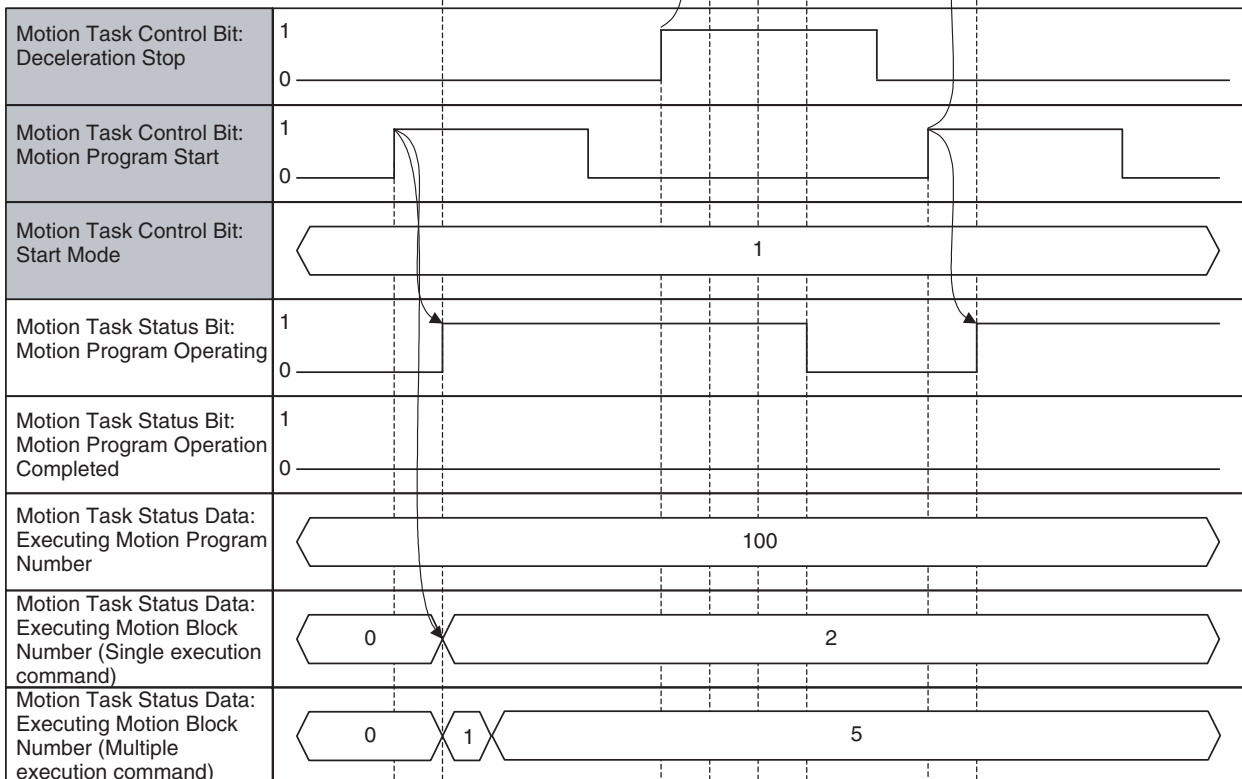 Motion Task Control Bit:
Deceleration Stop
1
0
Motion Task Control Bit:
Motion Program Start
1
0
Motion Task Control Bit:
Start Mode
1
Motion Task Status Bit:
Motion Program Operating
1
0
Motion Task Status Bit:
Motion Program Operation
Completed
1
0
Motion Task Status Data:
Executing Motion Program
Number
100
Motion Task Status Data:
Executing Motion Block
Number (Single execution
command)
0
2
Motion Task Status Data:
Executing Motion Block
Number (Multiple
execution command)
0
1
5